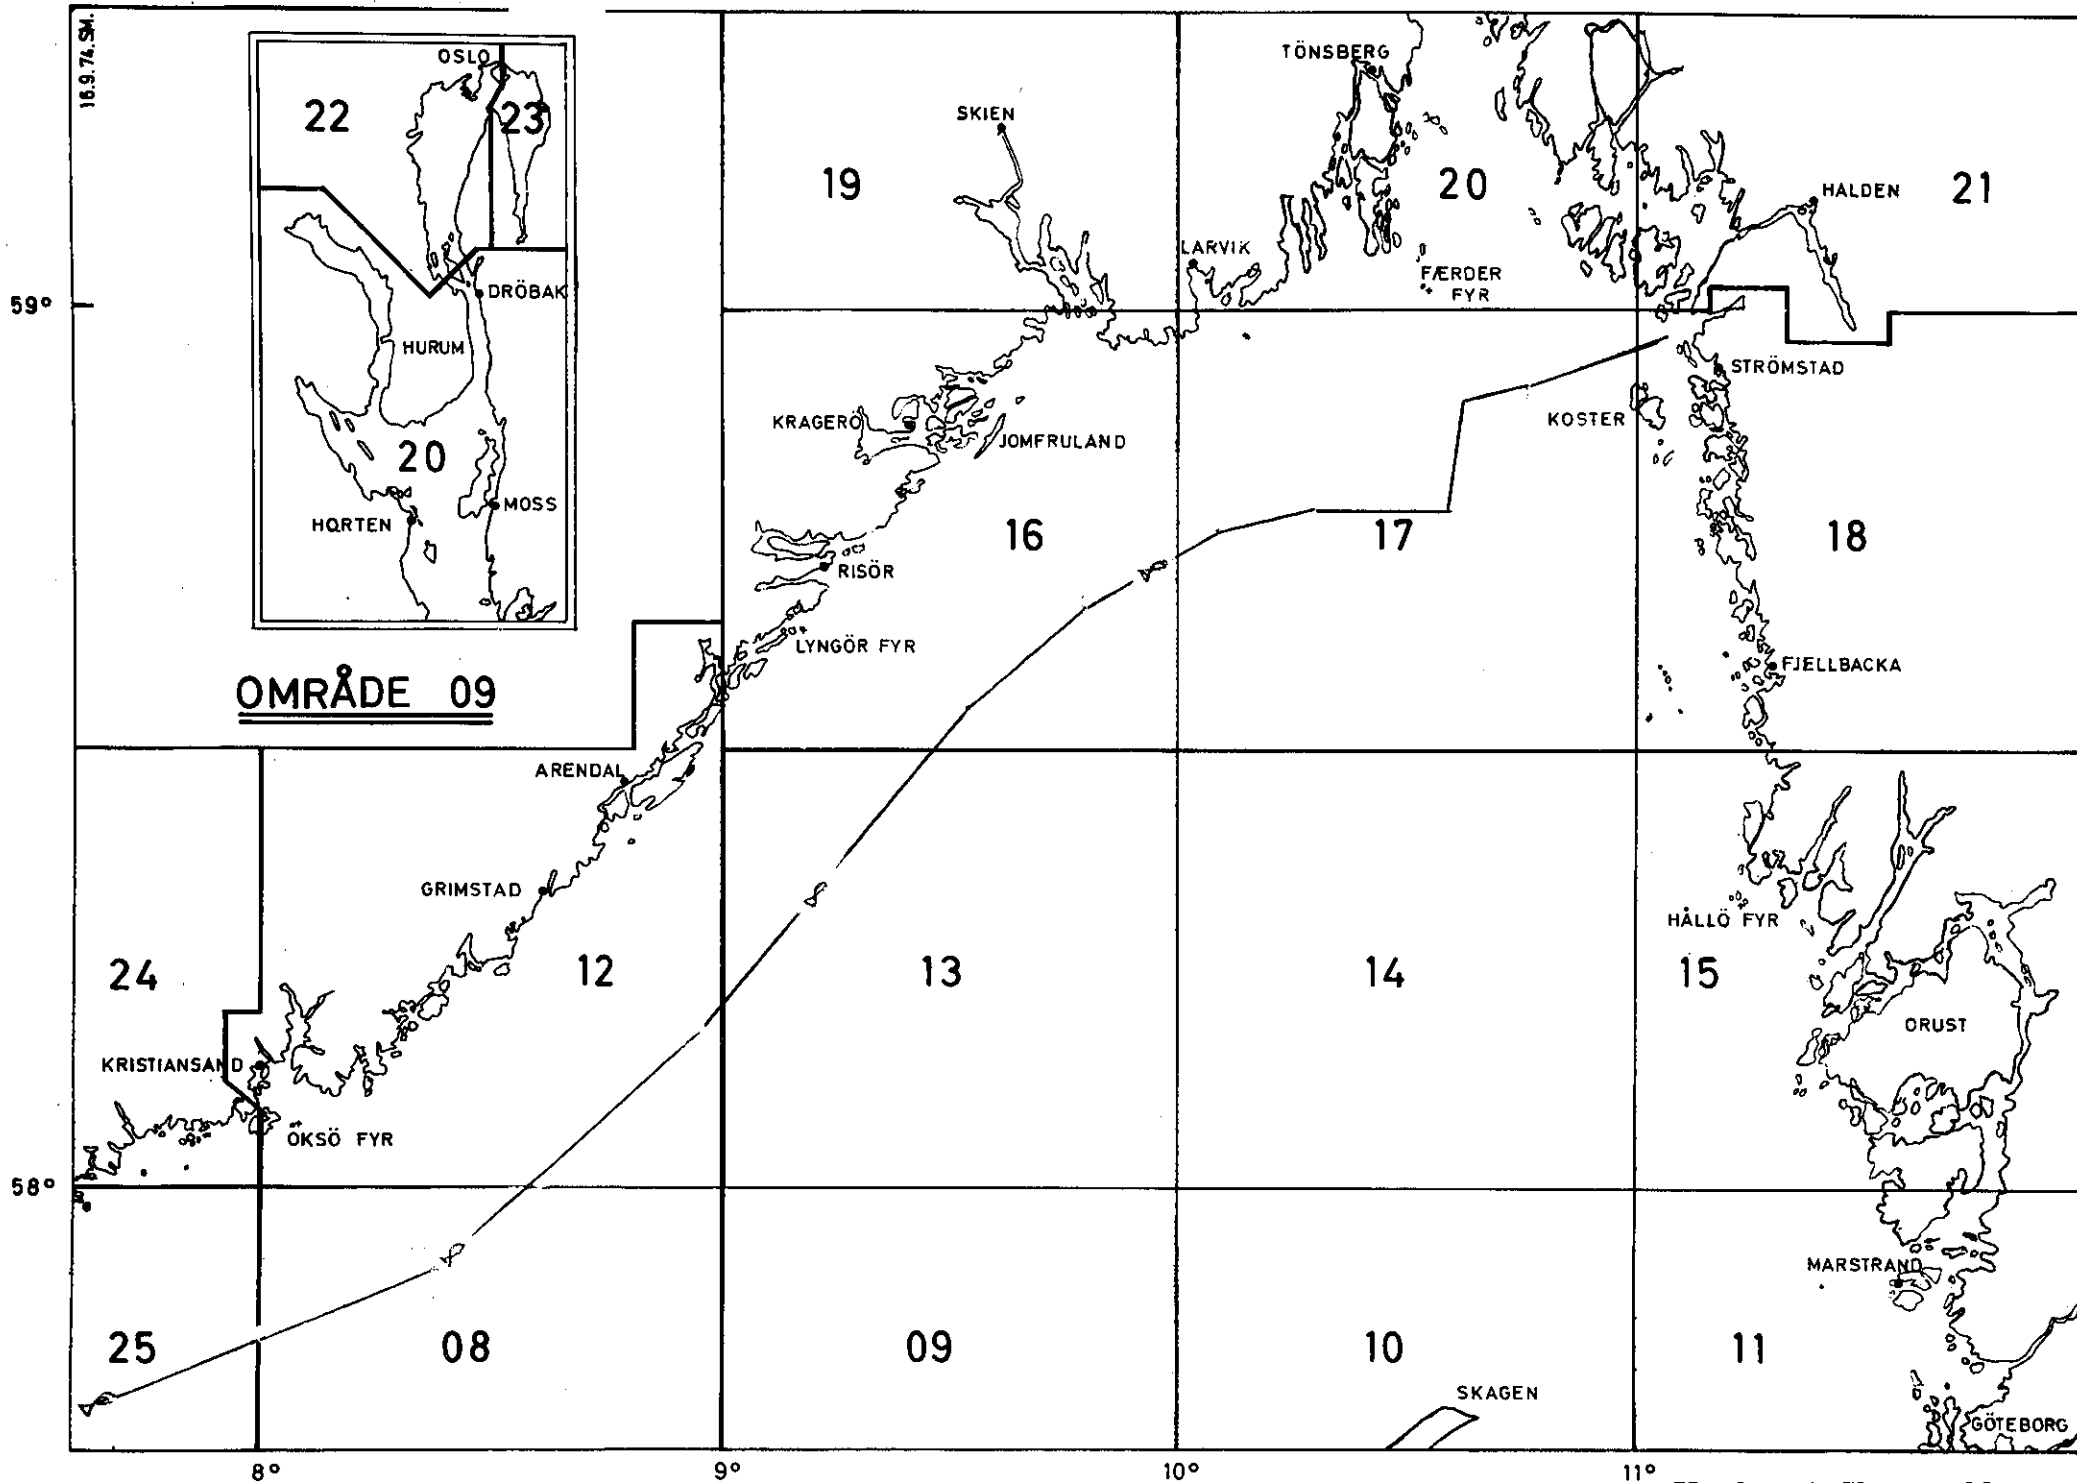 16.9.74. SM.
OSLO
22
23
DRÖBAK
HURUM
20
MOSS
HORTEN
OMRÅDE 09
TÖNSBERG
SKIEN
19
20
21
HALDEN
LARVIK
FÆRDER
FYR
59°
STRÖMSTAD
KOSTER
KRAGERÖ
JOMFRULAND
16
17
18
RISÖR
LYNGÖR FYR
FJELLBACKA
ARENDAL
GRIMSTAD
HÅLLÖ FYR
24
12
13
14
15
ORUST
KRISTIANSAND
ÖKSÖ FYR
58°
MARSTRAND
25
08
09
10
11
SKAGEN
GÖTEBORG
8°
9°
10°
11°